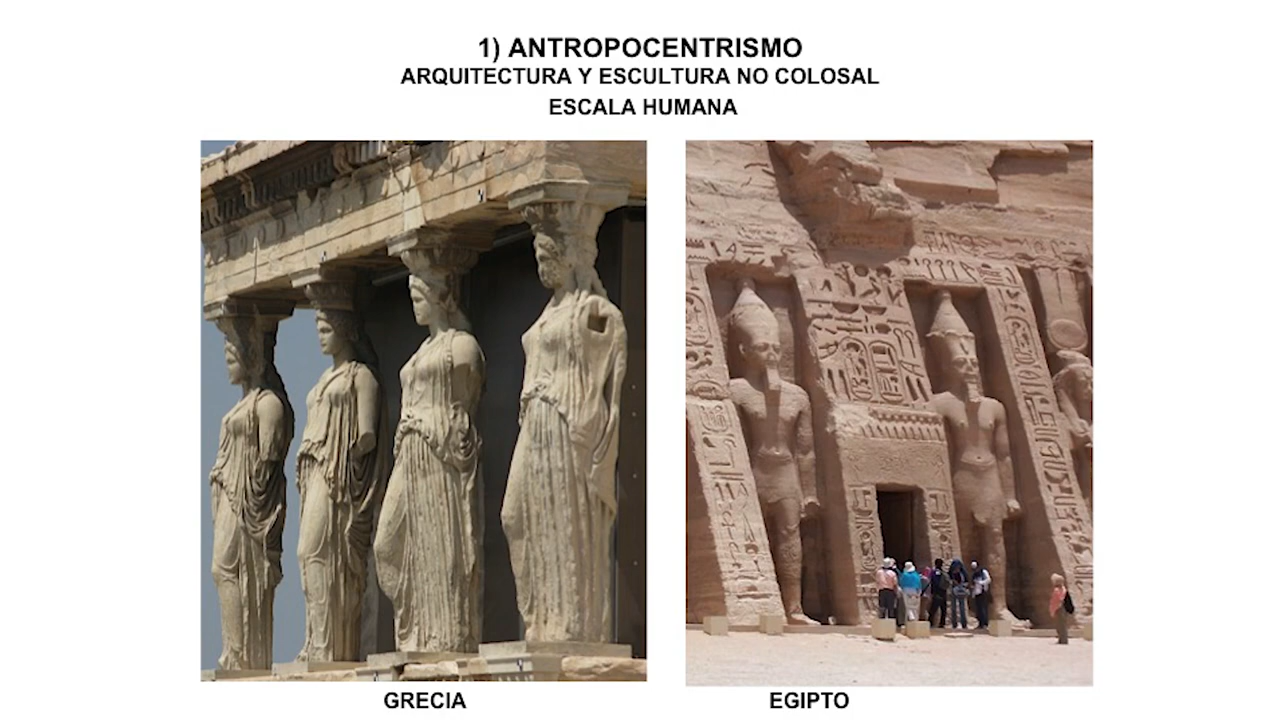 1) ANTROPOCENTRISMO
ARQUITECTURA Y ESCULTURA NO COLOSAL
ESCALA HUMANA
GRECIA
EGIPTO